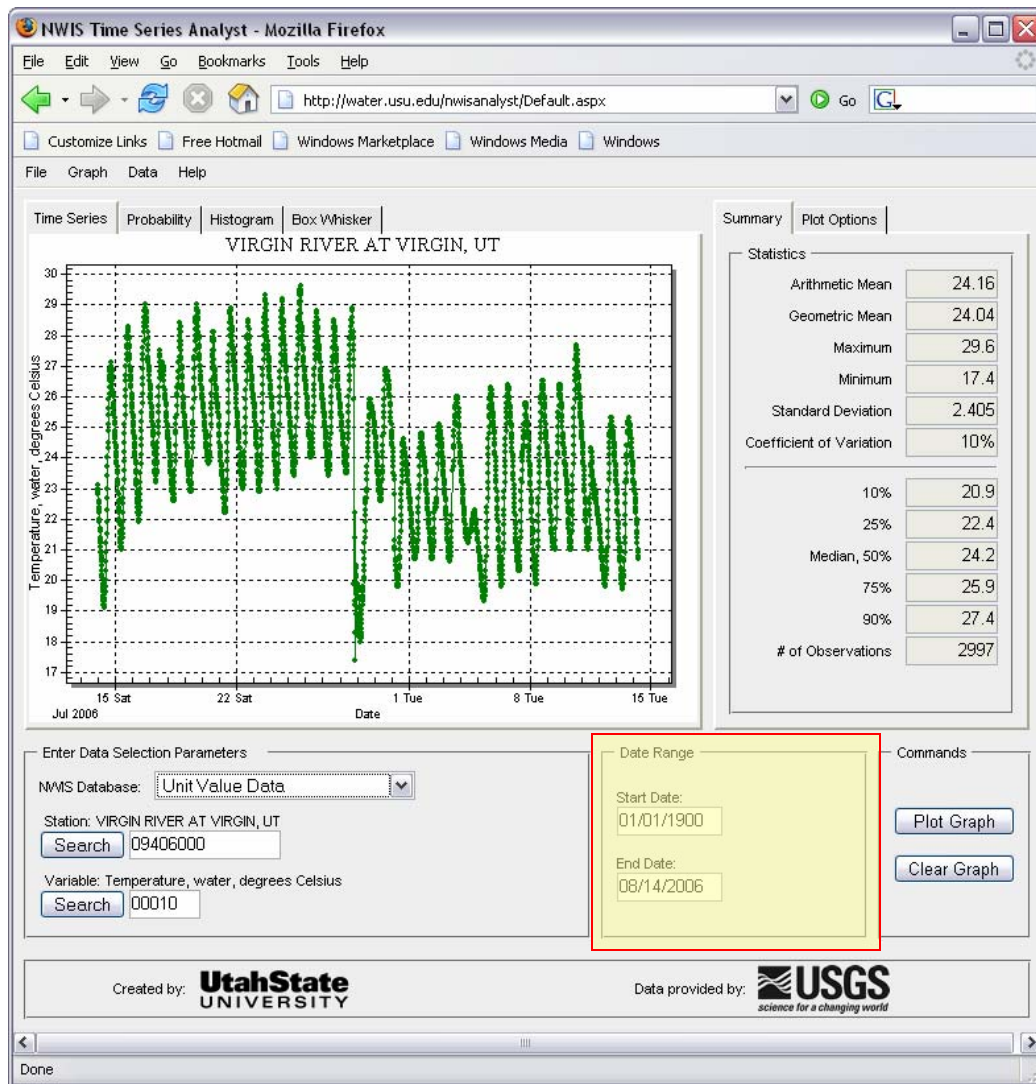 NWIS Time Series Analyst - Mozilla Firefox
File Edit View Go Bookmarks Tools Help
http://water.usu.edu/nwisanalyst/Default.aspx Go G
Customize Links Free Hotmail Windows Marketplace Windows Media Windows
File Graph Data Help
Time Series Probability Histogram Box Whisker
VIRGIN RIVER AT VIRGIN, UT
Temperature, water, degrees Celsius
30
29
28
27
26
25
24
23
22
21
20
19
18
17
15 Sat 22 Sat 1 Tue 8 Tue 15 Tue
Jul 2006 Date
Summary Plot Options
Statistics
Arithmetic Mean 24.16
Geometric Mean 24.04
Maximum 29.6
Minimum 17.4
Standard Deviation 2.405
Coefficient of Variation 10%
10% 20.9
25% 22.4
Median, 50% 24.2
75% 25.9
90% 27.4
# of Observations 2997
Enter Data Selection Parameters
NWIS Database: Unit Value Data
Station: VIRGIN RIVER AT VIRGIN, UT
Search 09406000
Variable: Temperature, water, degrees Celsius
Search 00010
Date Range
Start Date:
01/01/1900
End Date:
08/14/2006
Commands
Plot Graph
Clear Graph
Created by: UtahState
UNIVERSITY
Data provided by: USGS
science for a changing world
Done